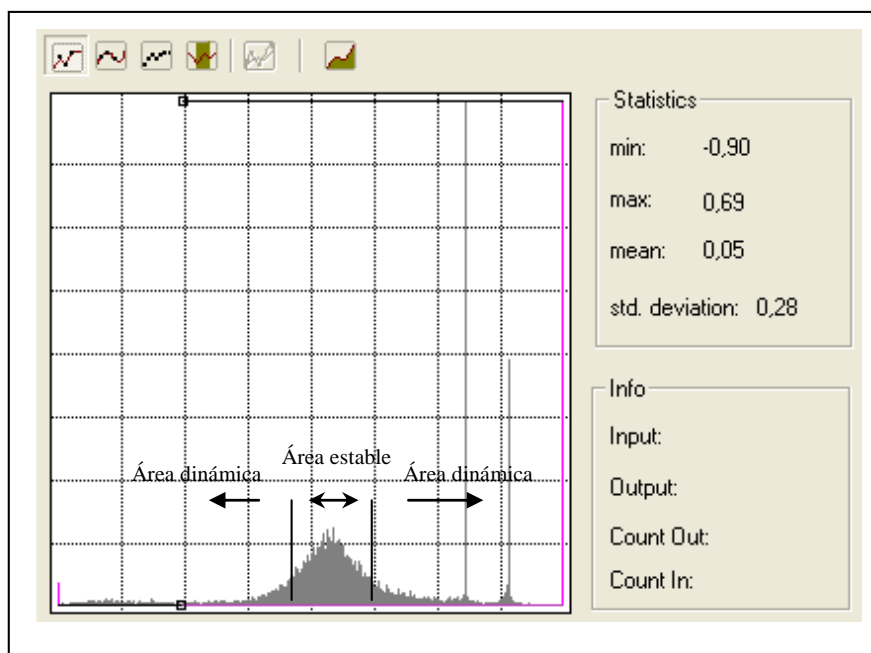 Statistics
min: -0,90
max: 0,69
mean: 0,05
std. deviation: 0,28
Área estable
Área dinámica
Área dinámica
Info
Input:
Output:
Count Out:
Count In: